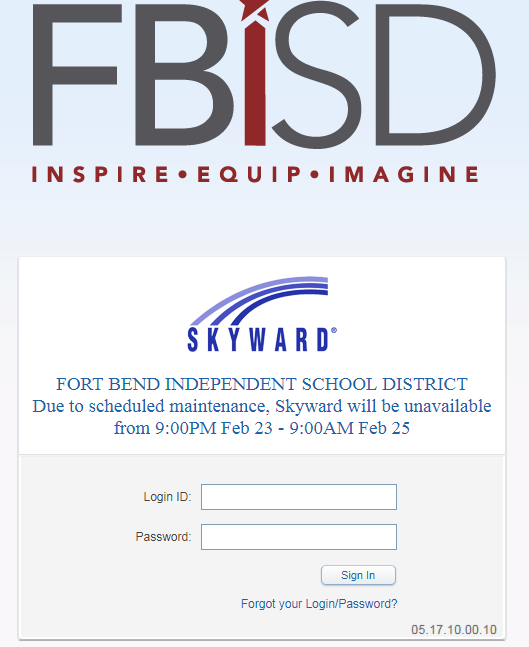 FBiSD
INSPIRE•EQUIP•IMAGINE
SKYWARD®
FORT BEND INDEPENDENT SCHOOL DISTRICT
Due to scheduled maintenance, Skyward will be unavailable
from 9:00PM Feb 23 - 9:00AM Feb 25
Login ID:
Password:
Sign In
Forgot your Login/Password?
05.17.10.00.10